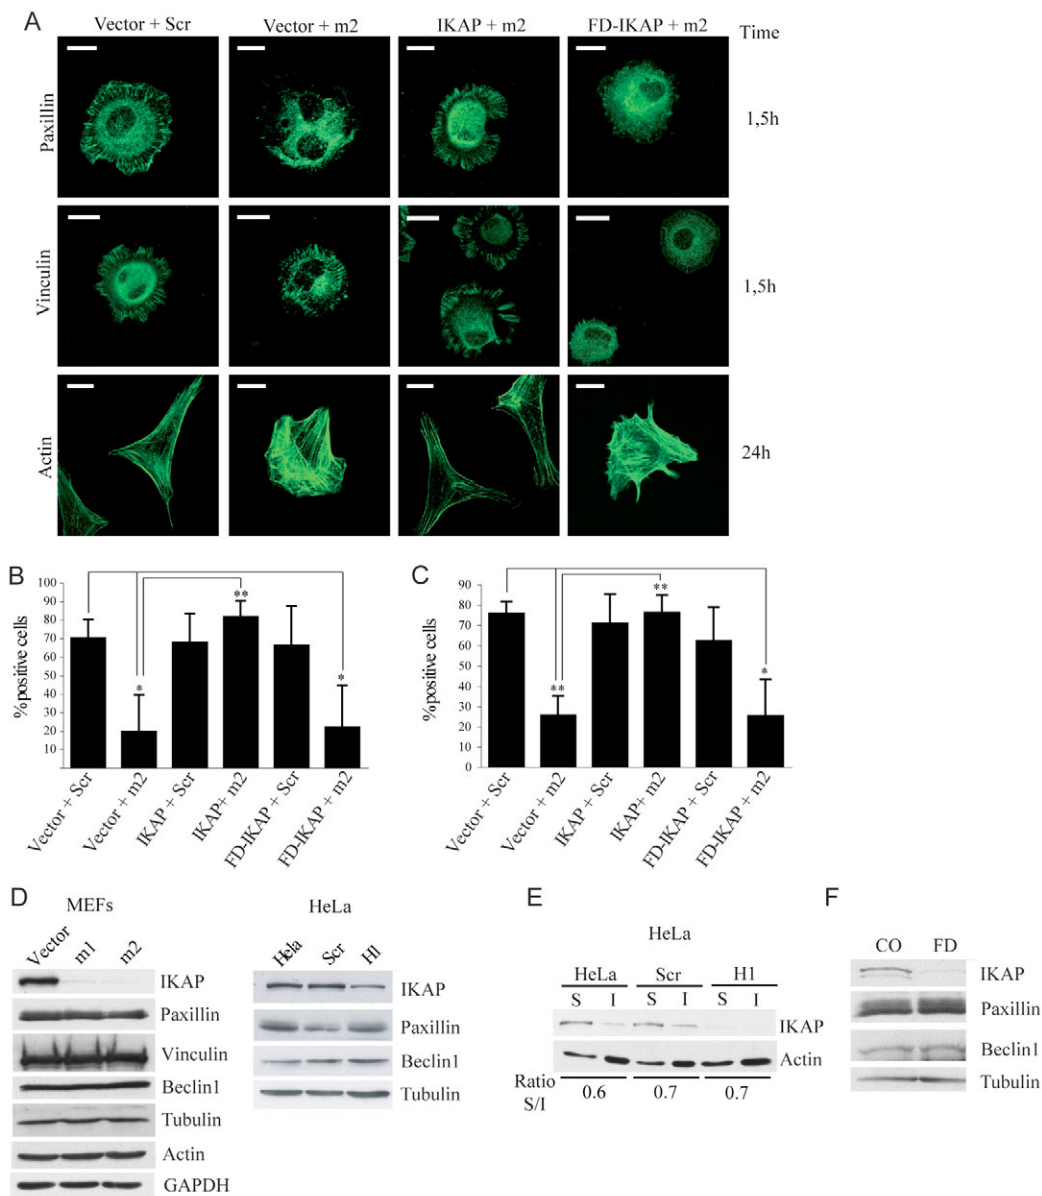 A
Vector + Scr
Vector + m2
IKAP + m2
FD-IKAP + m2
Time
Paxillin
1,5h
Vinculin
1,5h
Actin
24h
B
%positive cells
100
90
80
70
60
50
40
30
20
10
*
**
*
Vector + Scr
Vector + m2
IKAP + Scr
IKAP+ m2
FD-IKAP + Scr
FD-IKAP + m2
C
%positive cells
90
80
70
60
50
40
30
20
10
0
**
**
*
Vector + Scr
Vector + m2
IKAP + Scr
IKAP + m2
FD-IKAP + Scr
FD-IKAP + m2
D
MEFs
Vector m1 m2
IKAP
Paxillin
Vinculin
Beclin1
Tubulin
Actin
GAPDH
HeLa
Hela Scr H1
IKAP
Paxillin
Beclin1
Tubulin
E
HeLa
HeLa Scr H1
S I S I S I
IKAP
Actin
Ratio S/I
0.6 0.7 0.7
F
CO FD
IKAP
Paxillin
Beclin1
Tubulin